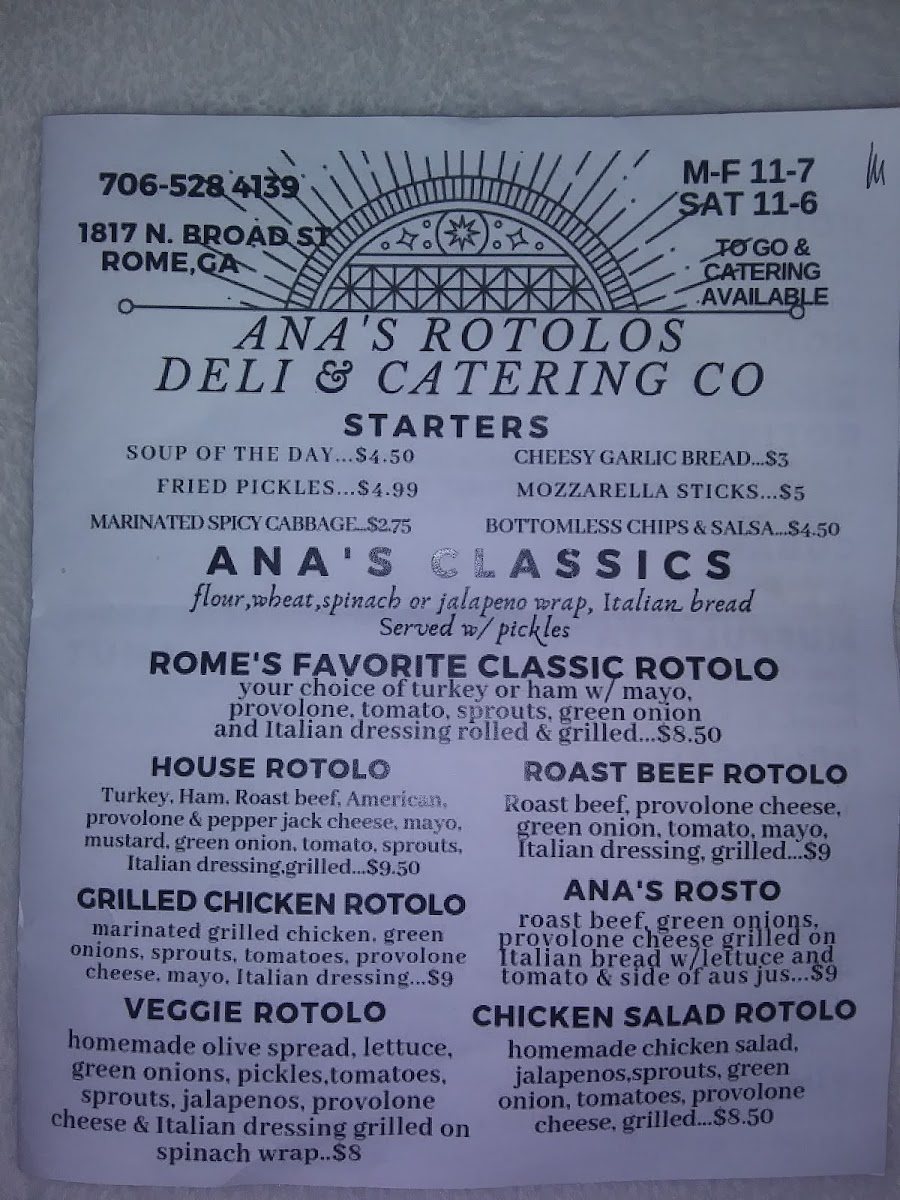 706-528 4139
1817 N. BROAD ST
ROME,GA
M-F 11-7
SAT 11-6
TO GO &
CATERING
AVAILABLE
ANA'S ROTOLOS
DELI & CATERING CO
STARTERS
SOUP OF THE DAY...$4.50
CHEESY GARLIC BREAD...$3
FRIED PICKLES...$4.99
MOZZARELLA STICKS...$5
MARINATED SPICY CABBAGE...$2.75
BOTTOMLESS CHIPS & SALSA...$4.50
ANA'S CLASSICS
flour,wheat,spinach or jalapeno wrap, Italian bread
Served w/ pickles
ROME'S FAVORITE CLASSIC ROTOLO
your choice of turkey or ham w/ mayo,
provolone, tomato, sprouts, green onion
and Italian dressing rolled & grilled...$8.50
HOUSE ROTOLO
Turkey, Ham, Roast beef, American,
provolone & pepper jack cheese, mayo,
mustard, green onion, tomato, sprouts,
Italian dressing,grilled...$9.50
ROAST BEEF ROTOLO
Roast beef, provolone cheese,
green onion, tomato, mayo,
Italian dressing, grilled...$9
GRILLED CHICKEN ROTOLO
marinated grilled chicken, green
onions, sprouts, tomatoes, provolone
cheese, mayo, Italian dressing...$9
ANA'S ROSTO
roast beef, green onions,
provolone cheese grilled on
Italian bread w/lettuce and
tomato & side of aus jus...$9
VEGGIE ROTOLO
homemade olive spread, lettuce,
green onions, pickles,tomatoes,
sprouts, jalapenos, provolone
cheese & Italian dressing grilled on
spinach wrap..$8
CHICKEN SALAD ROTOLO
homemade chicken salad,
jalapenos,sprouts, green
onion, tomatoes, provolone
cheese, grilled....$8.50